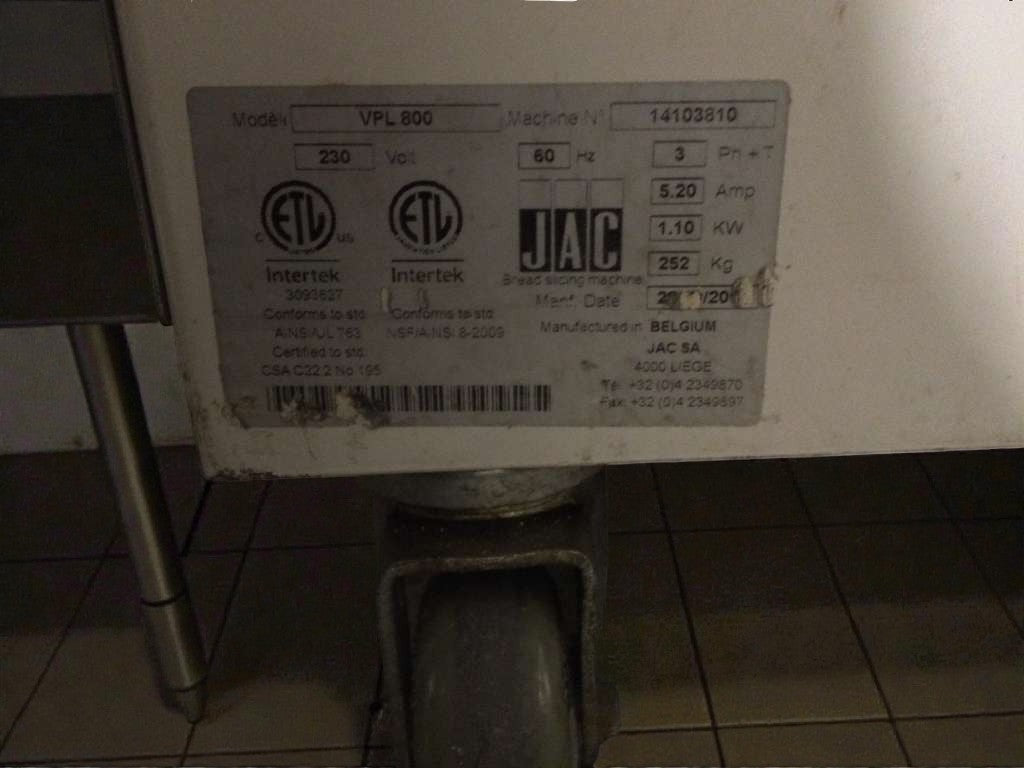 Model VPL 800 Machine N° 14103810
230 Volt 60 Hz 3 Ph + T
5.20 Amp
ETL
C US
ETL
JAC
1.10 KW
Intertek
Intertek
252 Kg
Bread slicing machine
3093627
Manf. Date
Conforms to std
Conforms to std
ANSI/UL 763
NSF/ANSI 8-2009
Manufactured in BELGIUM
Certified to std
JAC SA
CSA C22.2 No 195
4000 LIEGE
Tel. +32 (0)4 2349870
Fax. +32 (0)4 2349897